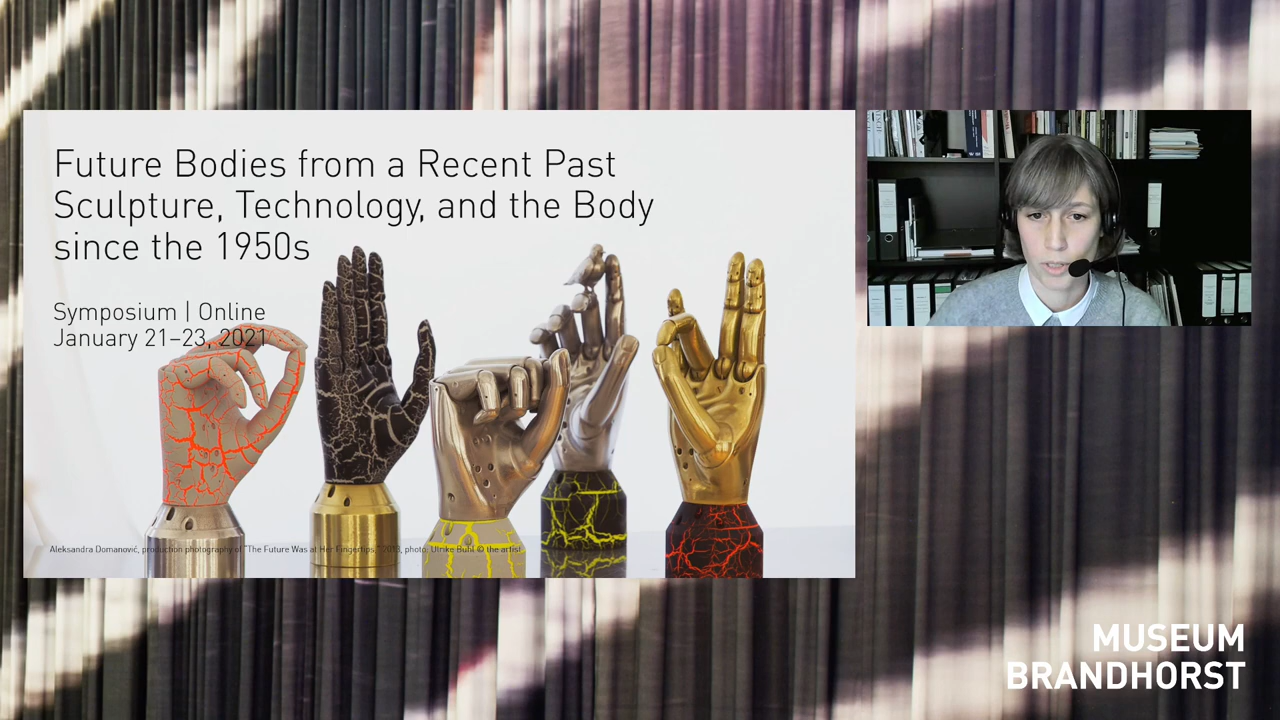 Future Bodies from a Recent Past
Sculpture, Technology, and the Body
since the 1950s
Symposium | Online
January 21–23, 2021
Aleksandra Domanović, production photography of "The Future Was at Her Fingertips," 2013, photo: Ulrike Buhl © the artist
MUSEUM
BRANDHORST